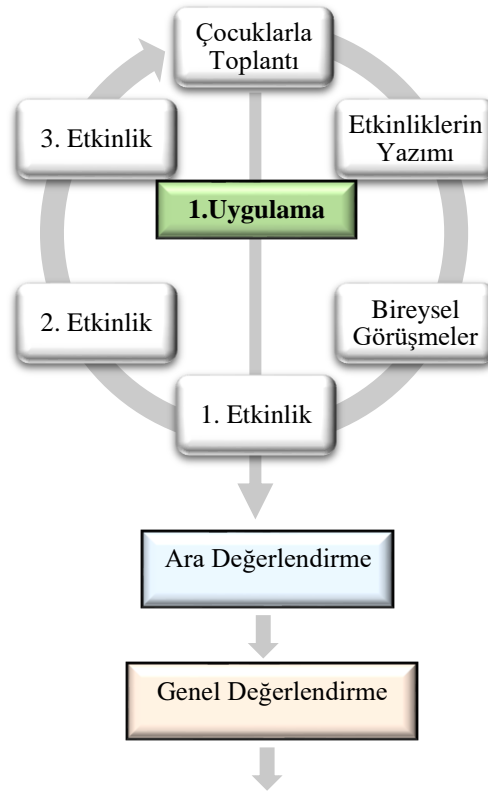 Çocuklarla
Toplantı
3. Etkinlik
Etkinliklerin
Yazımı
1.Uygulama
2. Etkinlik
Bireysel
Görüşmeler
1. Etkinlik
Ara Değerlendirme
Genel Değerlendirme